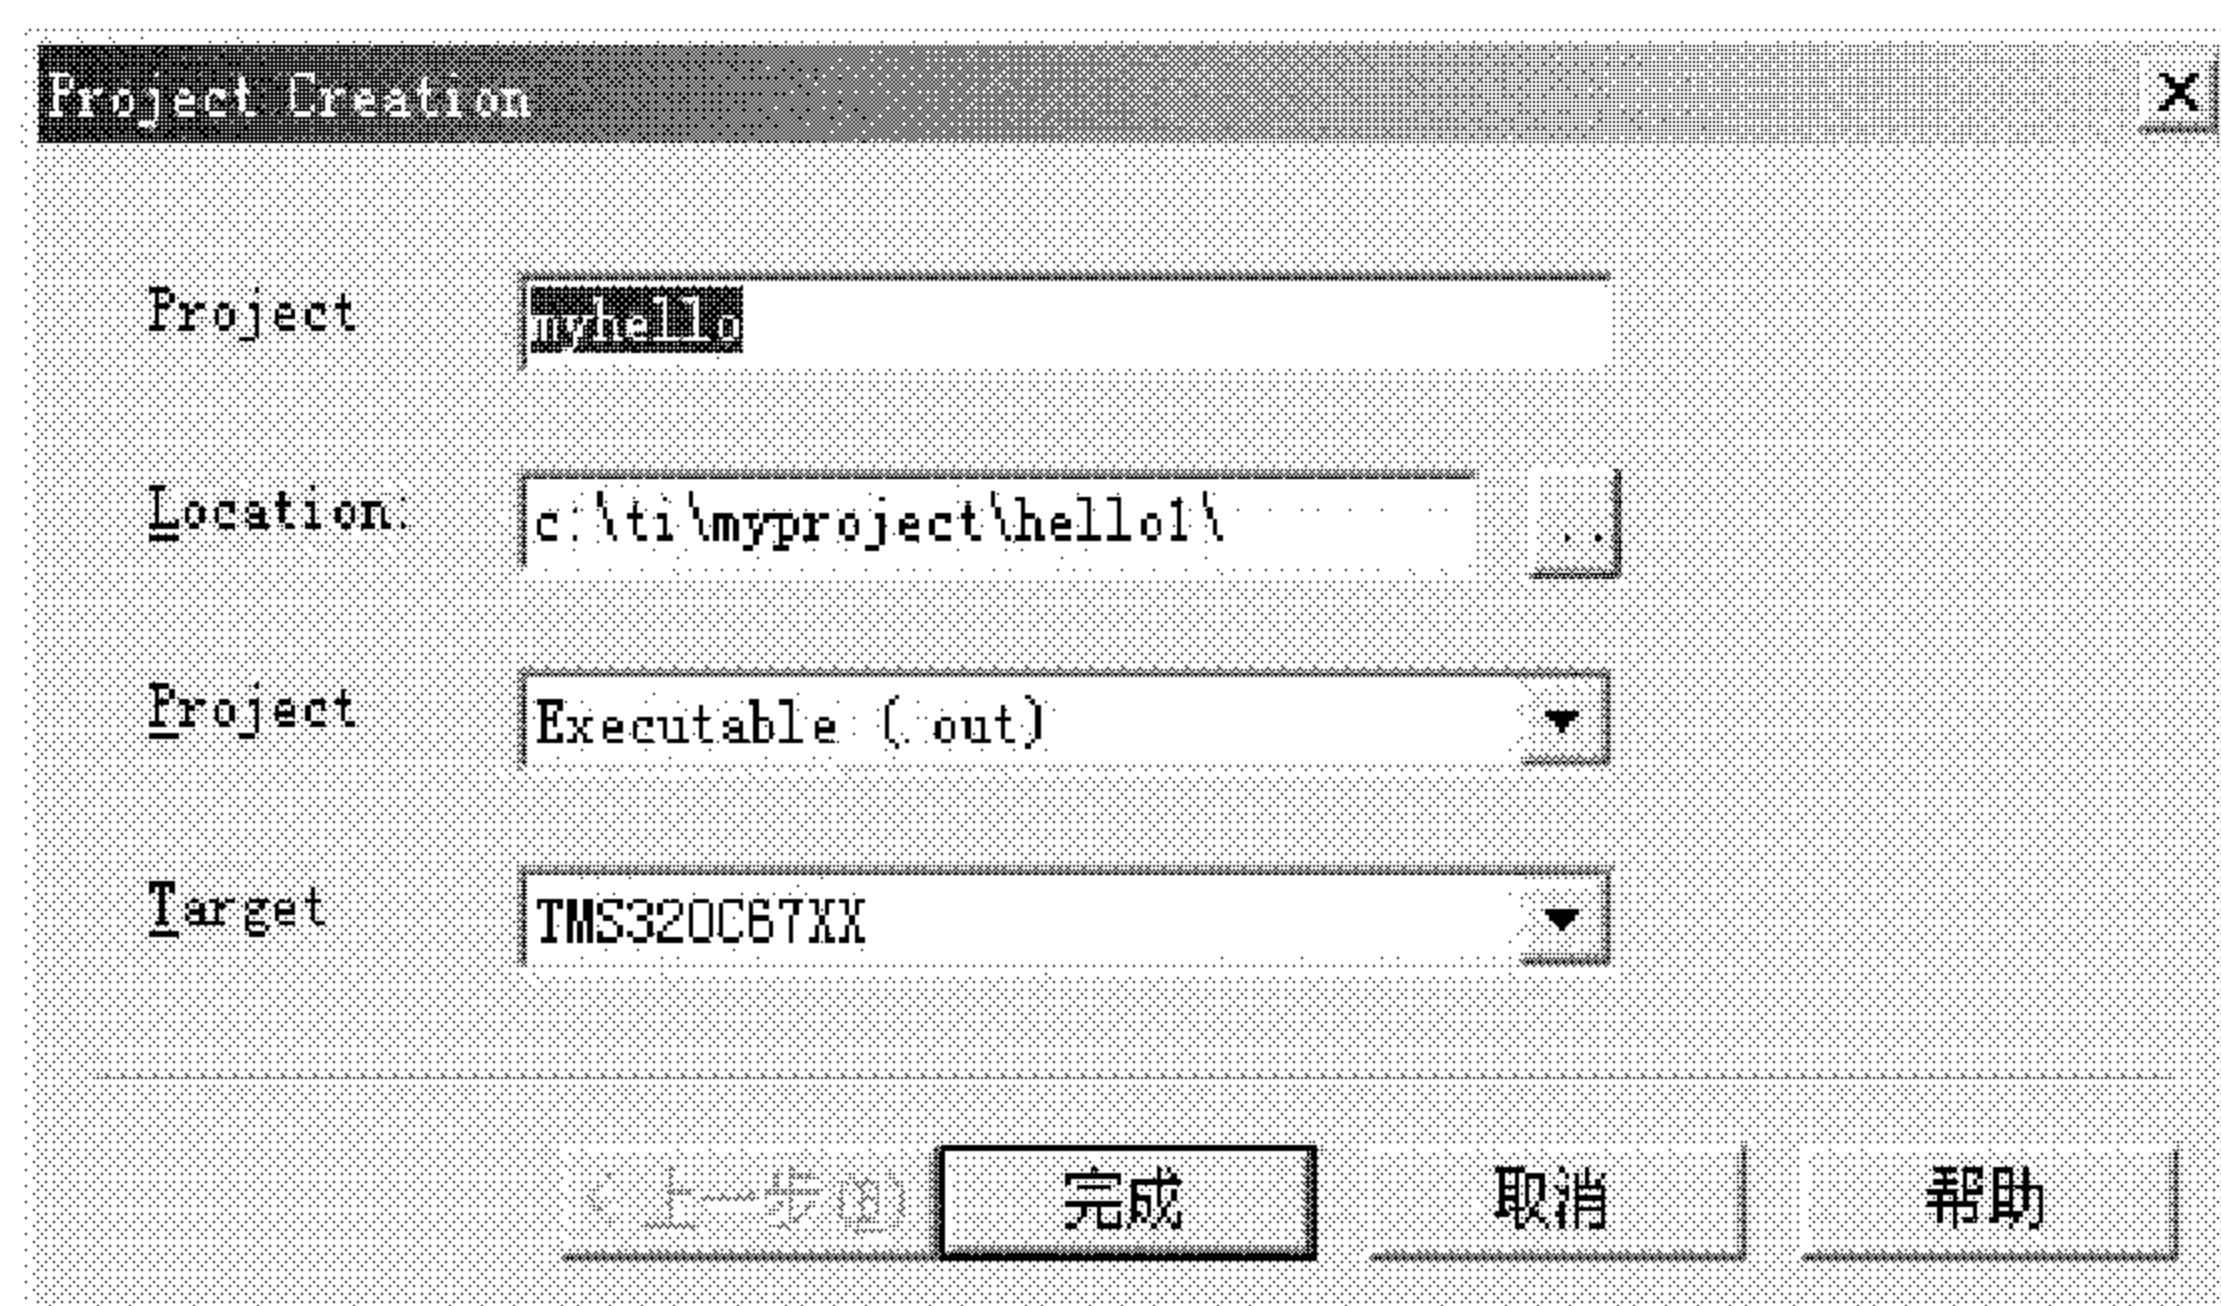 Project Creation
Project myhello
Location: c:\ti\myproject\hello1\ ..
Project Executable (.out)
Target TMS320C67XX
< 上一步(B) 完成 取消 帮助